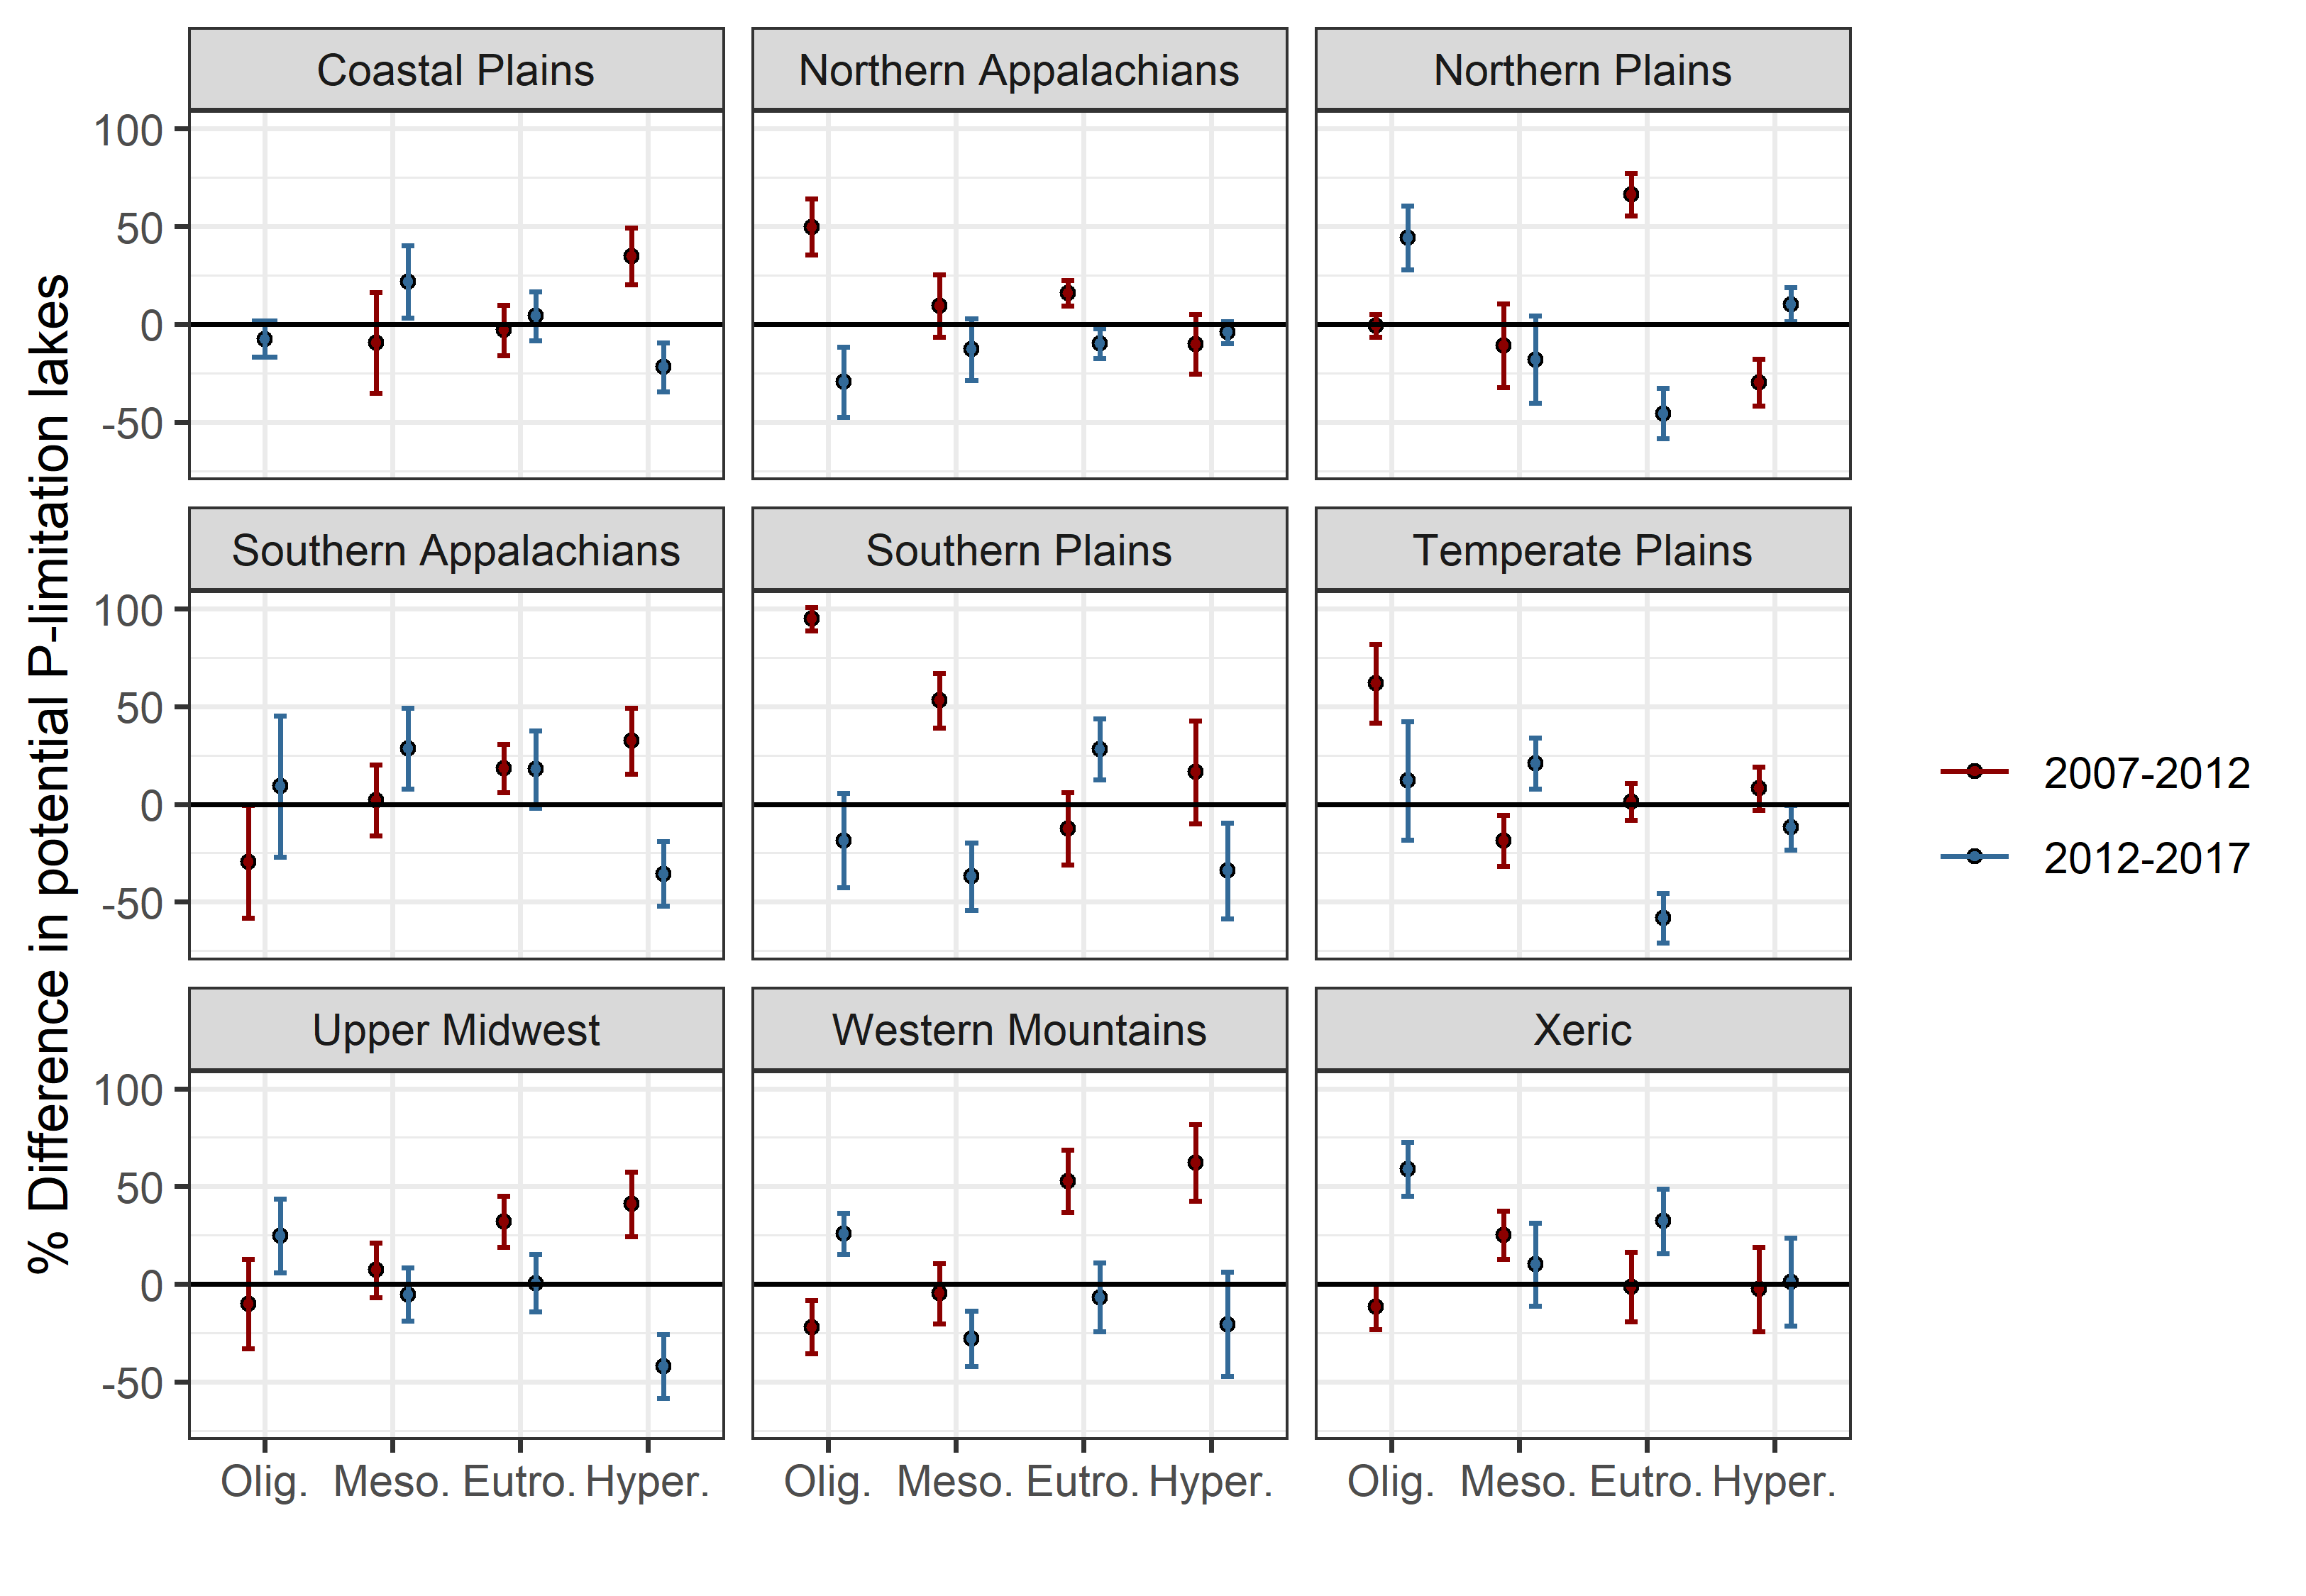 % Difference in potential P-limitation lakes
Coastal Plains
Northern Appalachians
Northern Plains
100
50
0
-50
Southern Appalachians
Southern Plains
Temperate Plains
100
50
0
-50
2007-2012
2012-2017
Upper Midwest
Western Mountains
Xeric
100
50
0
-50
Olig. Meso. Eutro. Hyper.
Olig. Meso. Eutro. Hyper.
Olig. Meso. Eutro. Hyper.